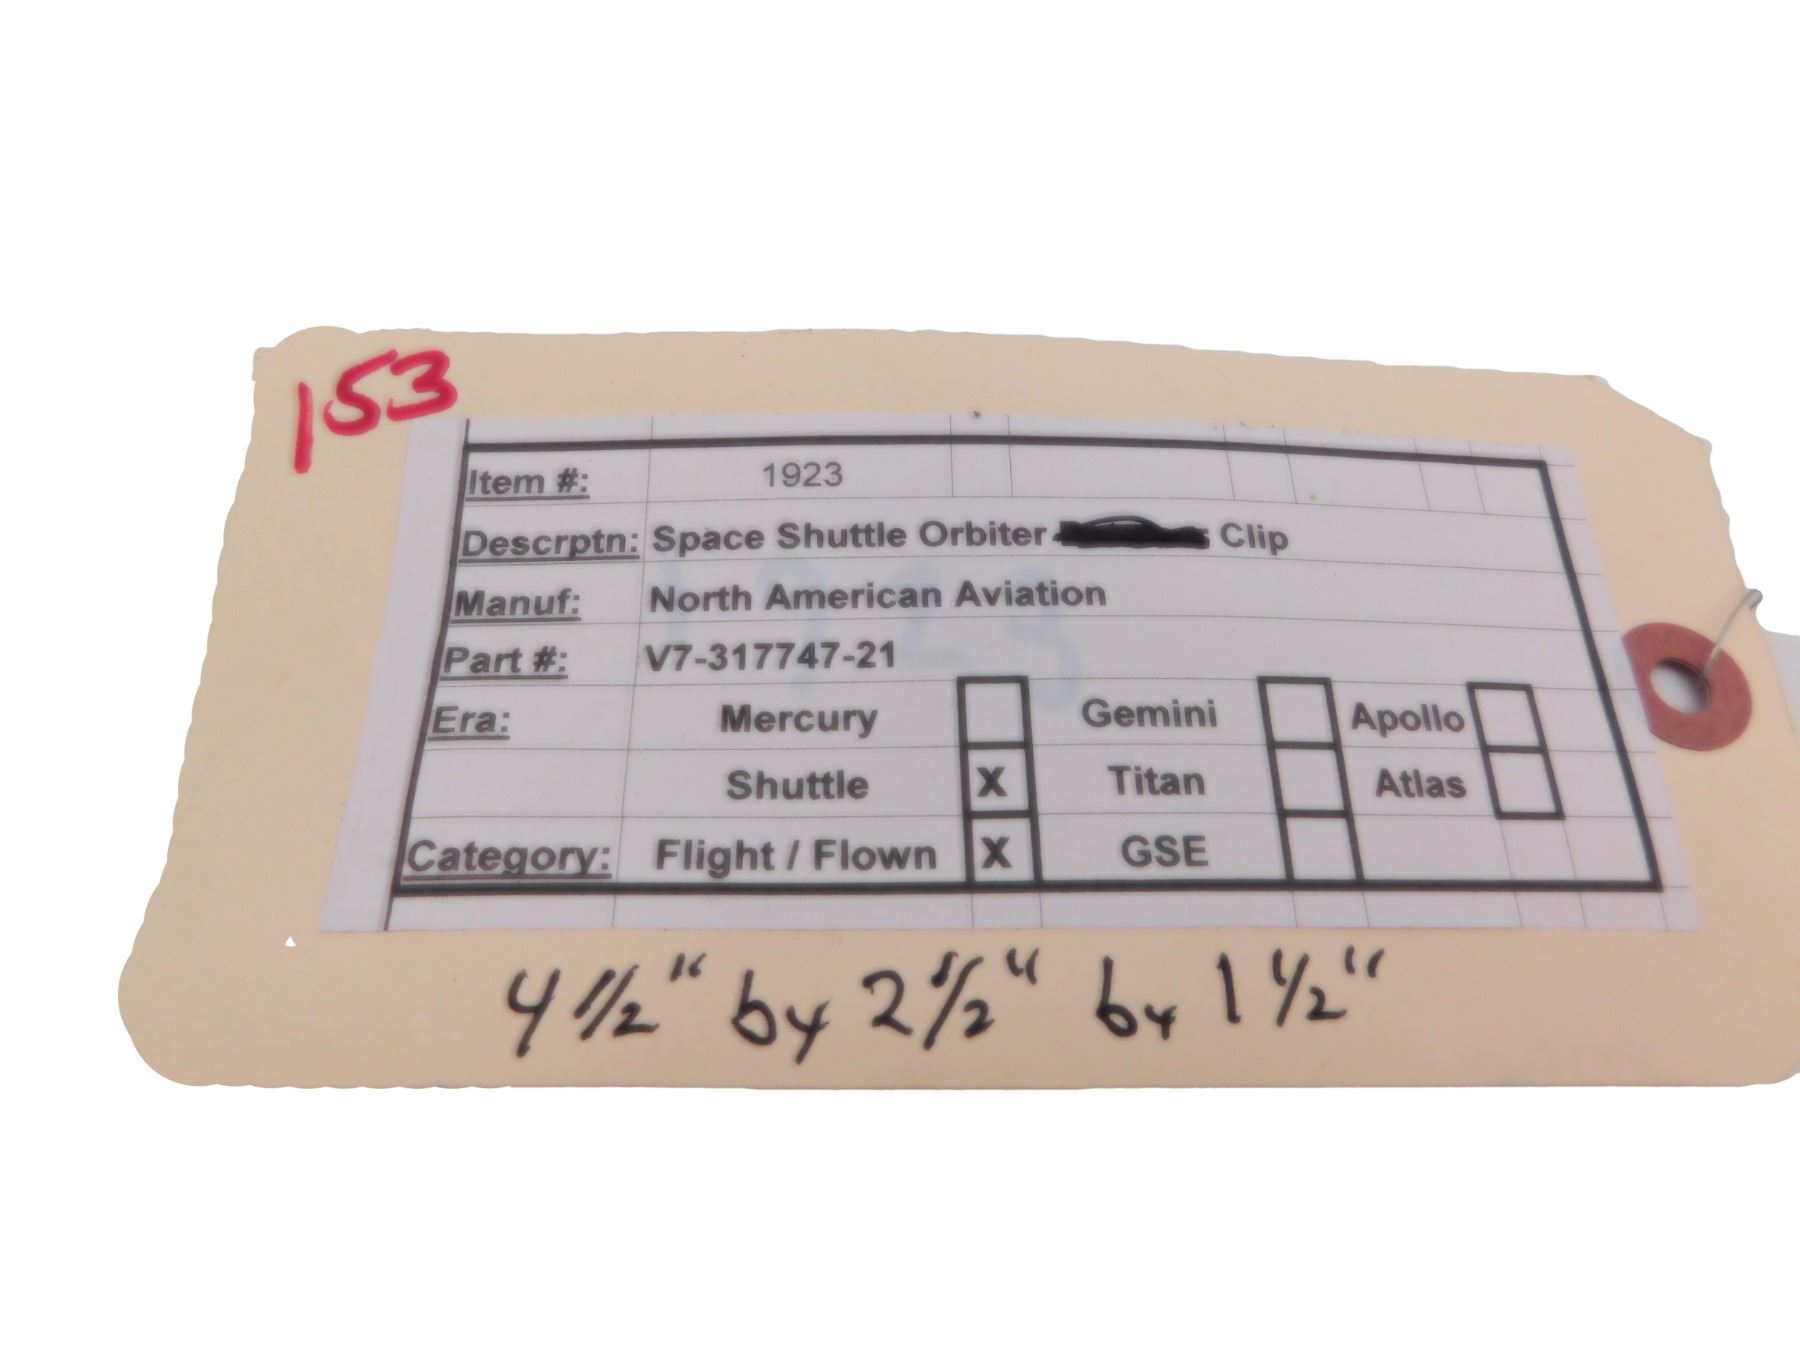 153
Item #: 1923
Descrptn: Space Shuttle Orbiter Clip
Manuf: North American Aviation
Part #: V7-317747-21
Era: Mercury Gemini Apollo
Shuttle X Titan Atlas
Category: Flight / Flown X GSE
4 1/2" by 2 1/2" by 1 1/2"